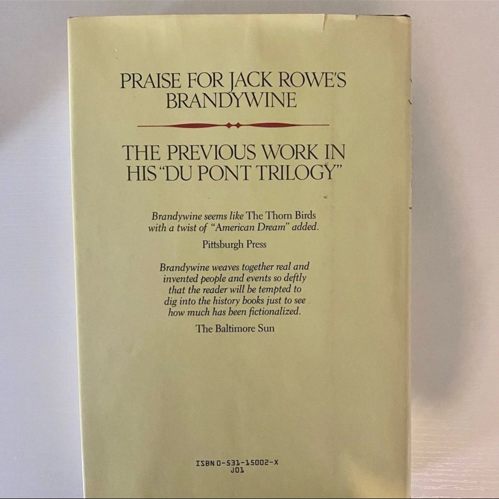 PRAISE FOR JACK ROWE'S
BRANDYWINE
THE PREVIOUS WORK IN
HIS "DU PONT TRILOGY"
Brandywine seems like The Thorn Birds
with a twist of "American Dream" added.
Pittsburgh Press
Brandywine weaves together real and
invented people and events so deftly
that the reader will be tempted to
dig into the history books just to see
how much has been fictionalized.
The Baltimore Sun
ISBN 0-531-15002-X
J01